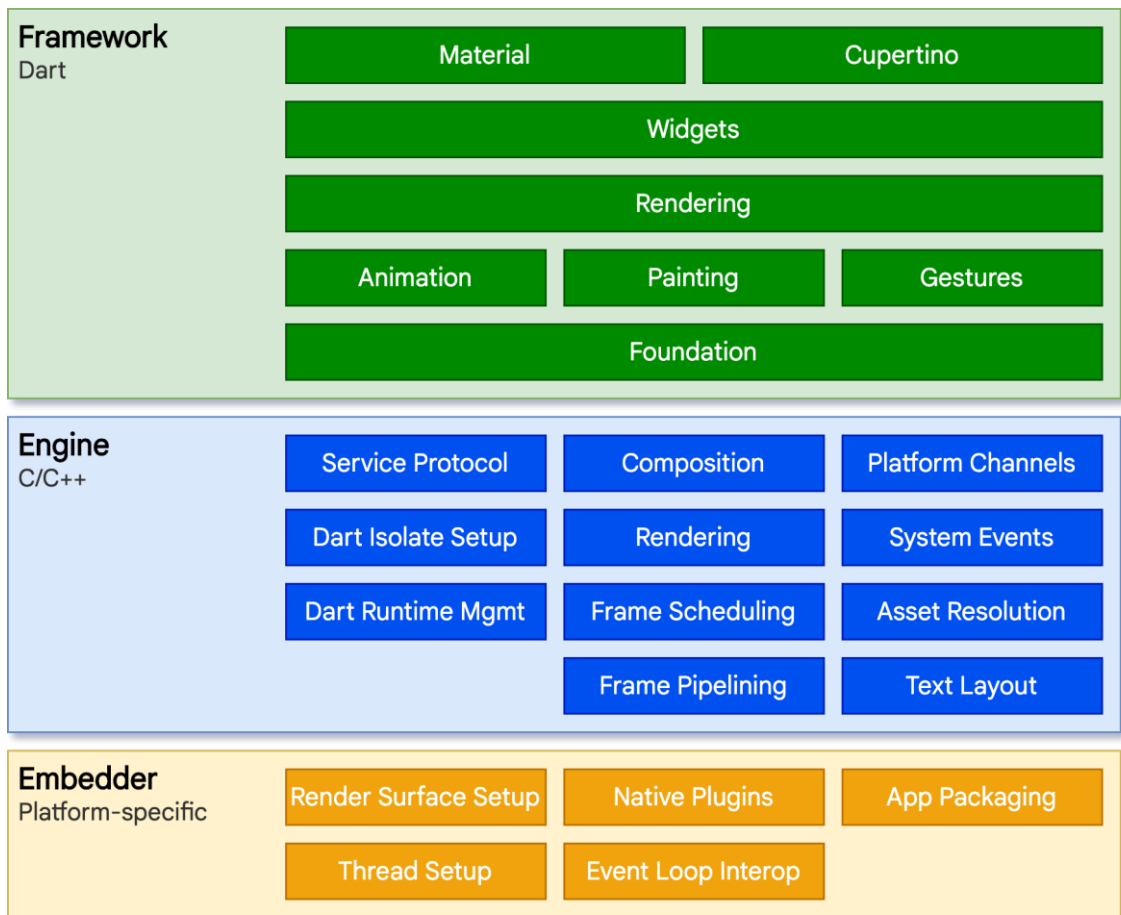 Framework
Dart
Material
Cupertino
Widgets
Rendering
Animation
Painting
Gestures
Foundation
Engine
C/C++
Service Protocol
Composition
Platform Channels
Dart Isolate Setup
Rendering
System Events
Dart Runtime Mgmt
Frame Scheduling
Asset Resolution
Frame Pipelining
Text Layout
Embedder
Platform-specific
Render Surface Setup
Native Plugins
App Packaging
Thread Setup
Event Loop Interop